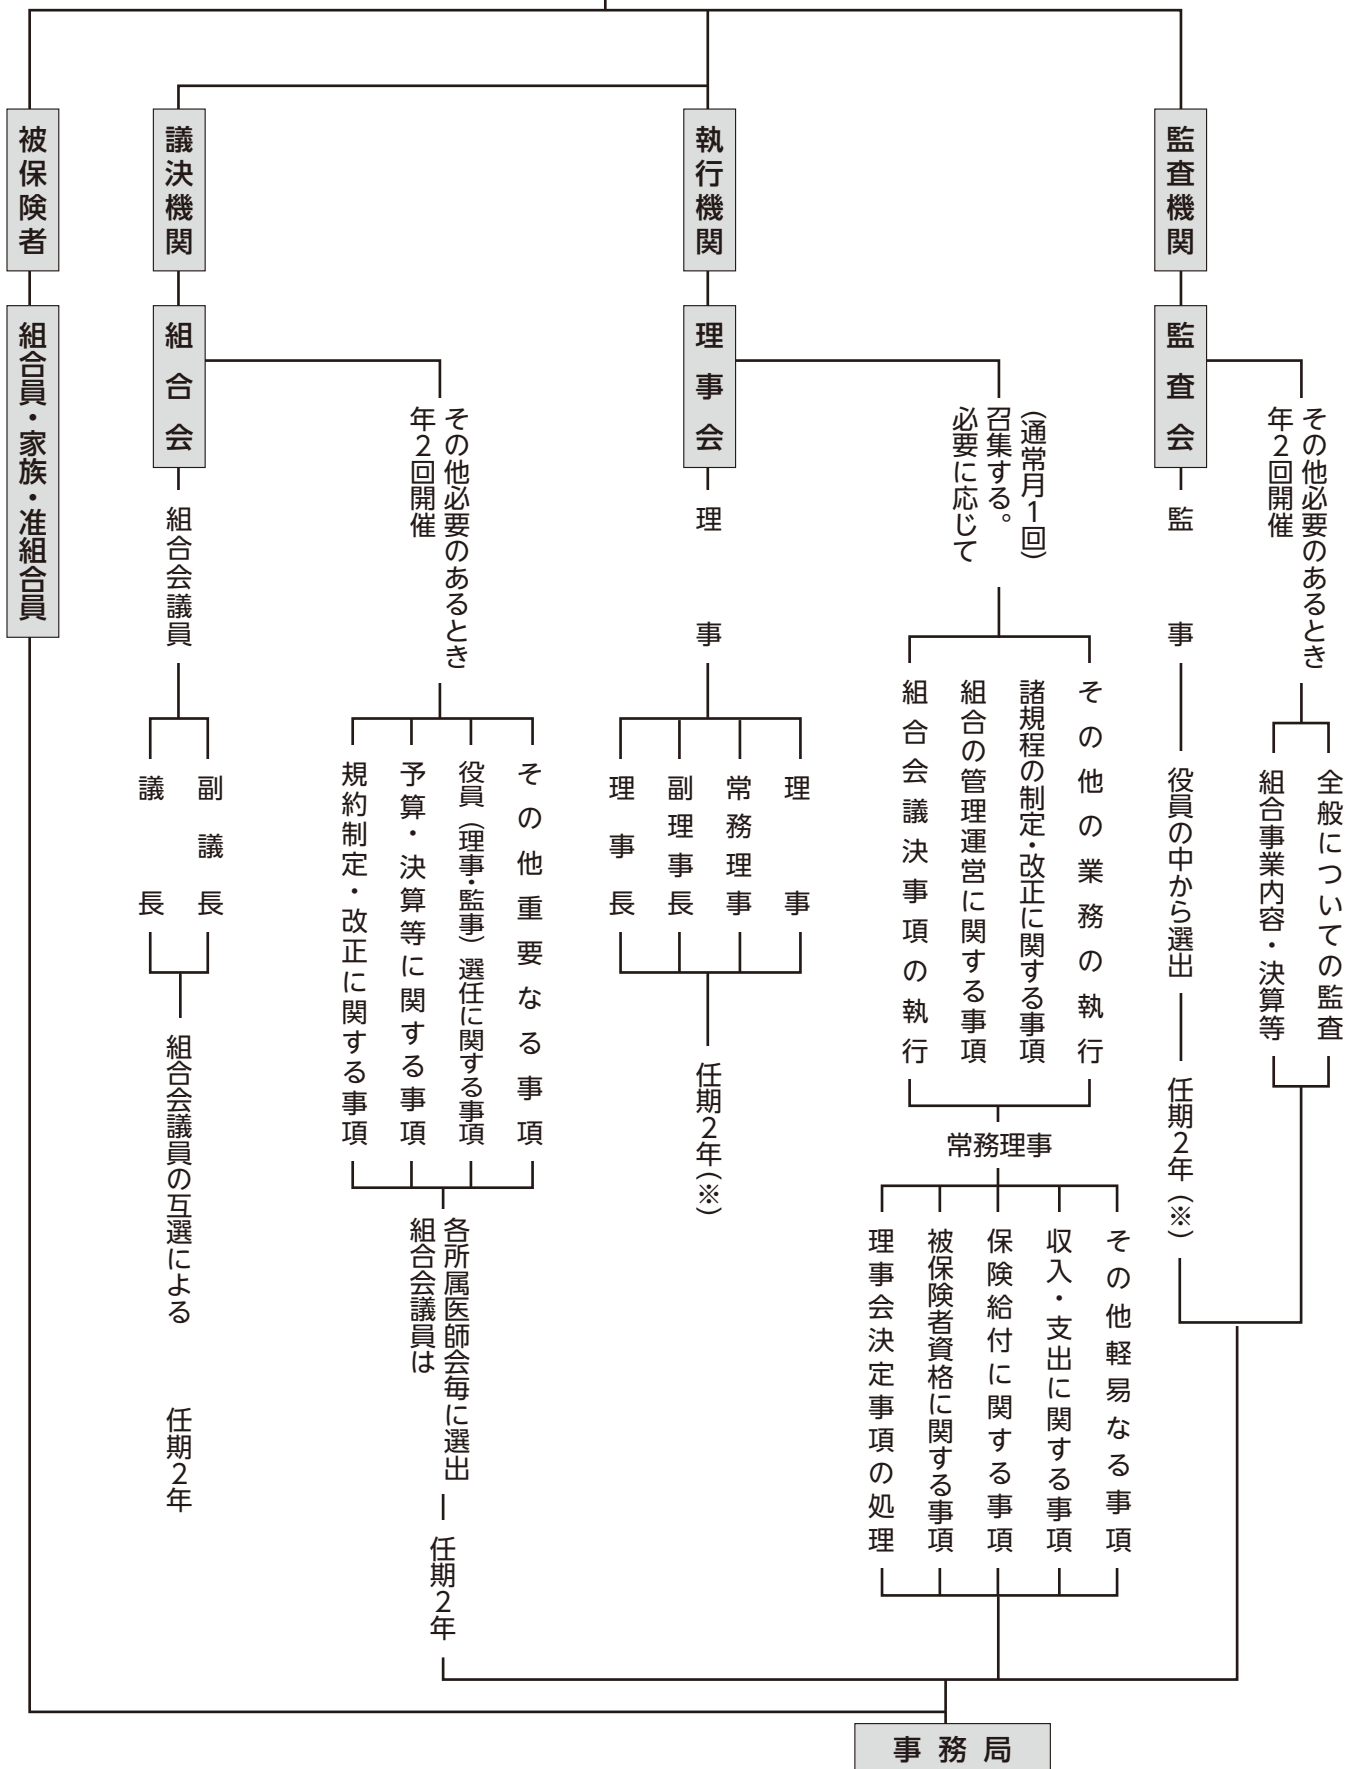 被保険者
組合員・家族・准組合員
議決機関
組合会
組合会議員
議長
副議長
組合会議員の互選による
任期2年
年2回開催
その他必要のあるとき
規約制定・改正に関する事項
予算・決算等に関する事項
役員(理事・監事)選任に関する事項
その他重要なる事項
組合会議員は
各所属医師会毎に選出
任期2年
執行機関
理事会
理事
理事長
副理事長
常務理事
理事
任期2年(※)
必要に応じて
召集する。
(通常月1回)
組合会議決事項の執行
組合の管理運営に関する事項
諸規程の制定・改正に関する事項
その他の業務の執行
常務理事
理事会決定事項の処理
被保険者資格に関する事項
保険給付に関する事項
収入・支出に関する事項
その他軽易なる事項
監査機関
監査会
監事
役員の中から選出
任期2年(※)
年2回開催
その他必要のあるとき
組合事業内容・決算等
全般についての監査
事務局